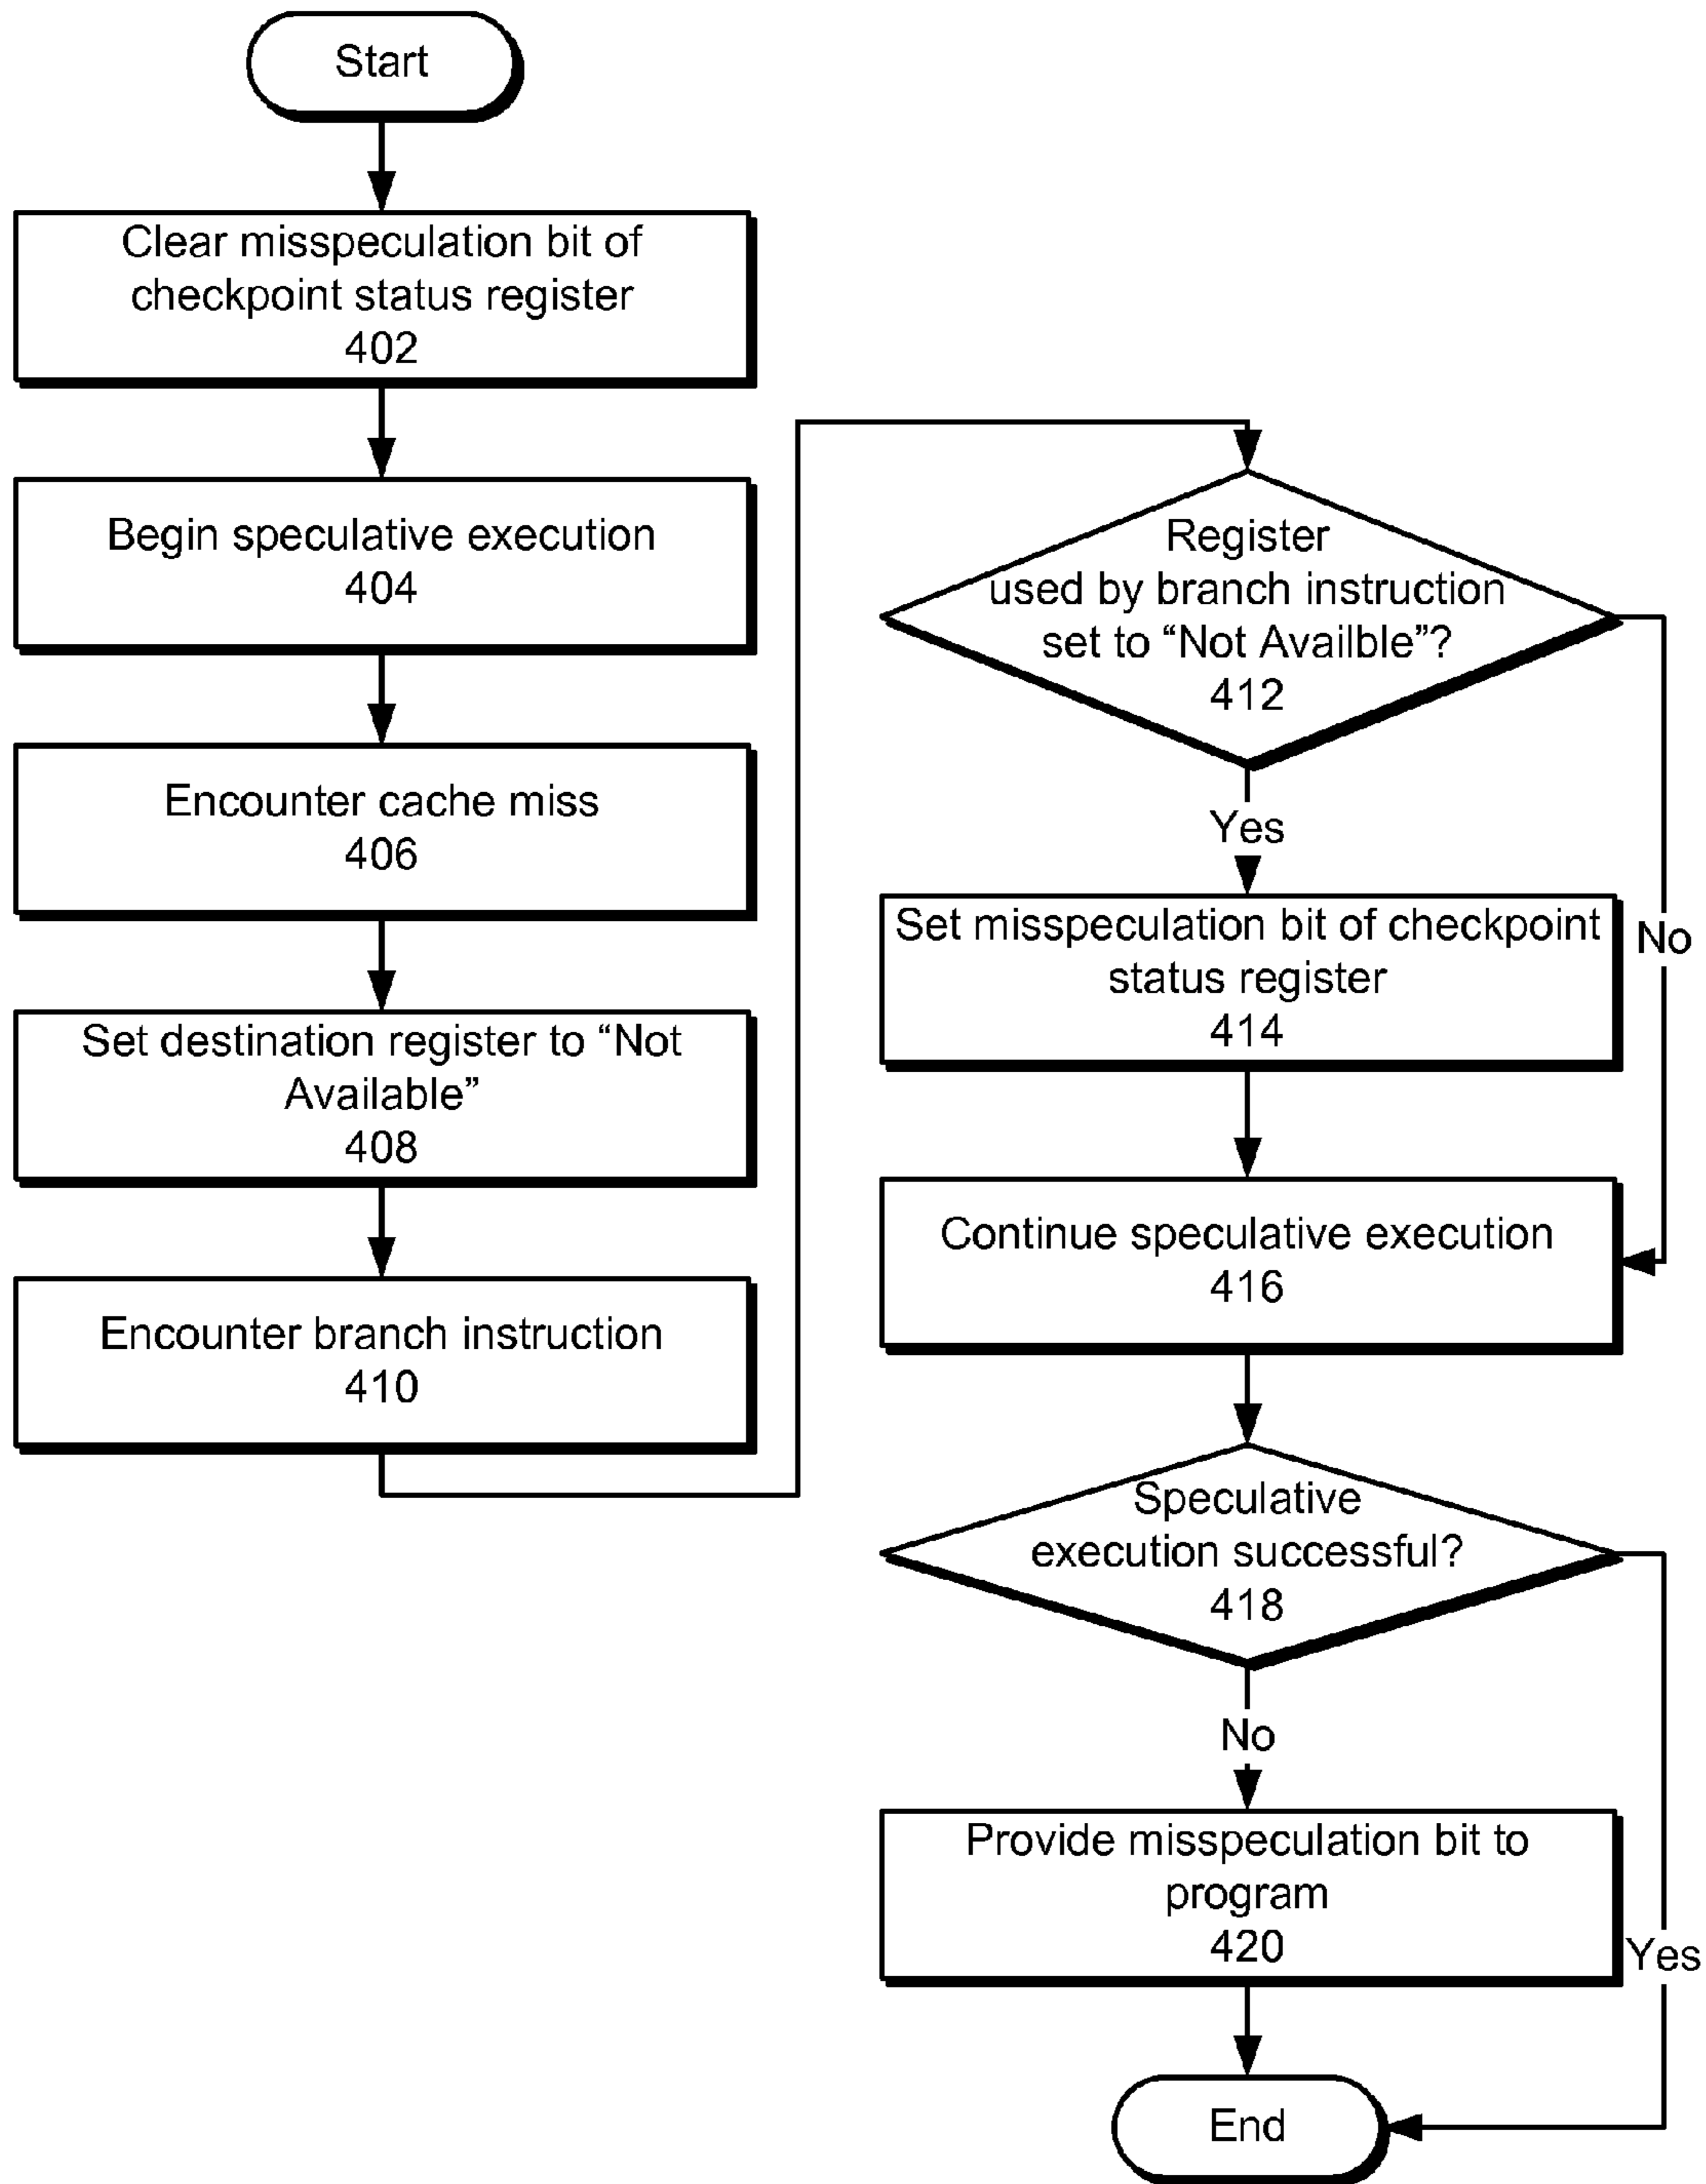 Start
Clear misspeculation bit of
checkpoint status register
402
Begin speculative execution
404
Encounter cache miss
406
Set destination register to “Not
Available”
408
Encounter branch instruction
410
Register
used by branch instruction
set to “Not Availble”?
412
Yes
No
Set misspeculation bit of checkpoint
status register
414
Continue speculative execution
416
Speculative
execution successful?
418
No
Yes
Provide misspeculation bit to
program
420
End